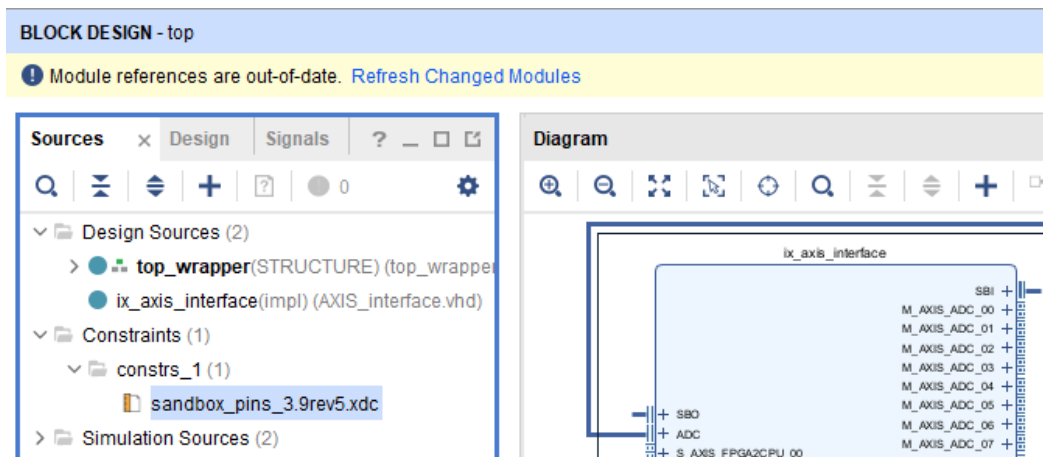 BLOCK DESIGN - top
Module references are out-of-date. Refresh Changed Modules
Sources Design Signals ?
0
Design Sources (2)
top_wrapper(STRUCTURE) (top_wrapper
ix_axis_interface(impl) (AXIS_interface.vhd)
Constraints (1)
constrs_1 (1)
sandbox_pins_3.9rev5.xdc
Simulation Sources (2)
Diagram
ix_axis_interface
SBI
M_AXIS_ADC_00
M_AXIS_ADC_01
M_AXIS_ADC_02
M_AXIS_ADC_03
M_AXIS_ADC_04
M_AXIS_ADC_05
M_AXIS_ADC_06
M_AXIS_ADC_07
SBO
ADC
S_AXIS_FPGA2CPU_00